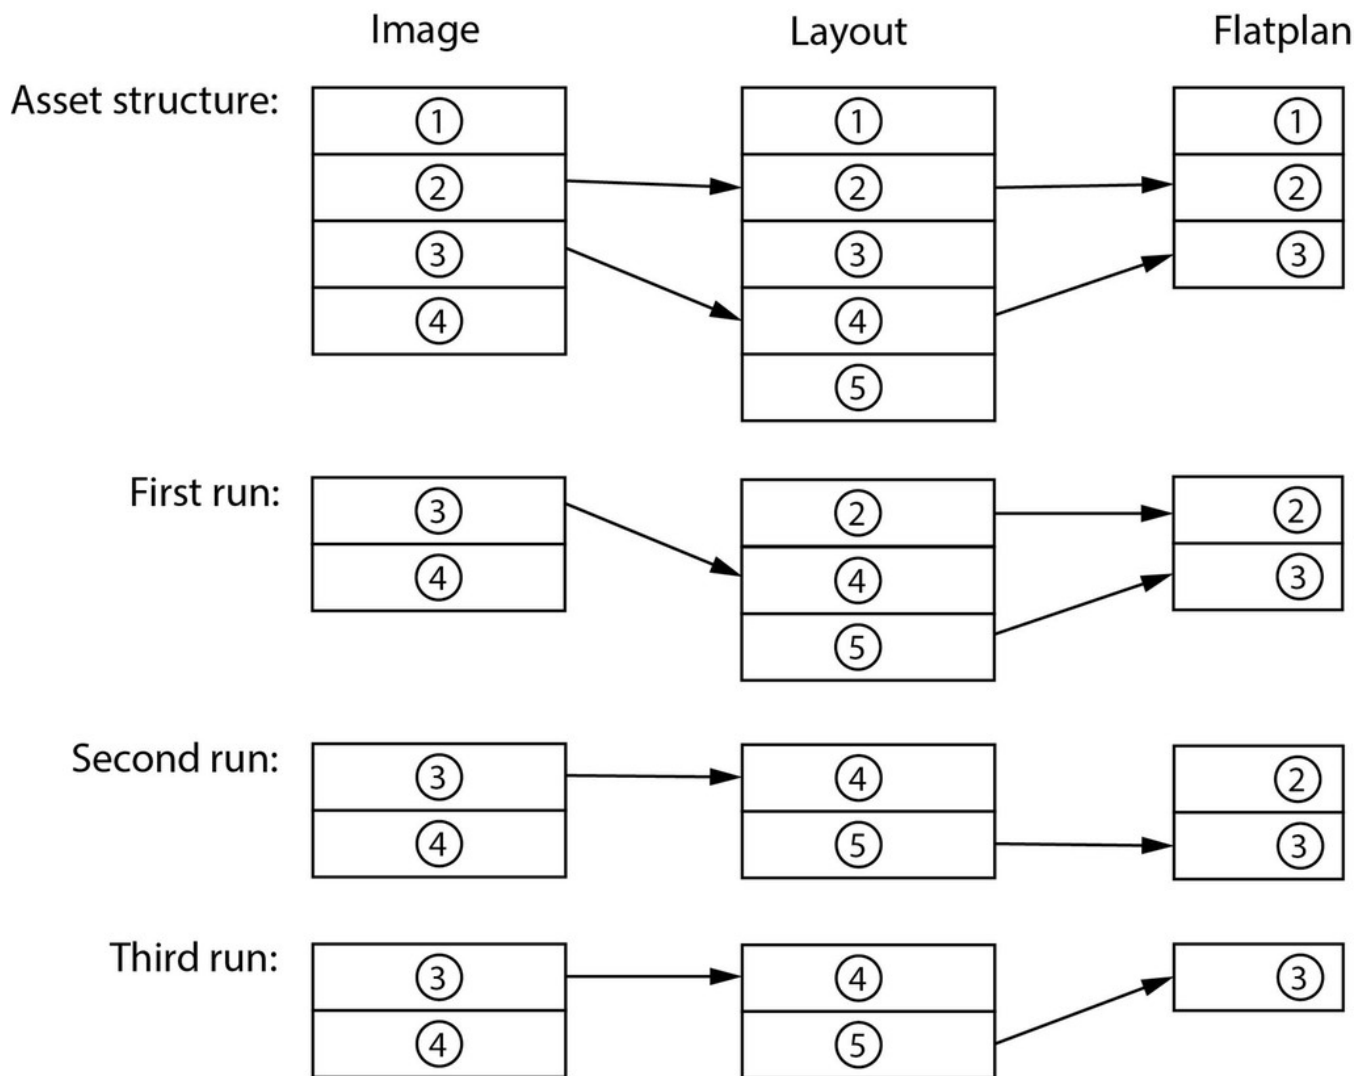 Image Layout Flatplan
Asset structure: ① ① ①
② ② ②
③ ③ ③
④ ④
⑤
First run: ③ ② ②
④ ④ ③
⑤
Second run: ③ ④ ②
④ ⑤ ③
Third run: ③ ④ ③
④ ⑤